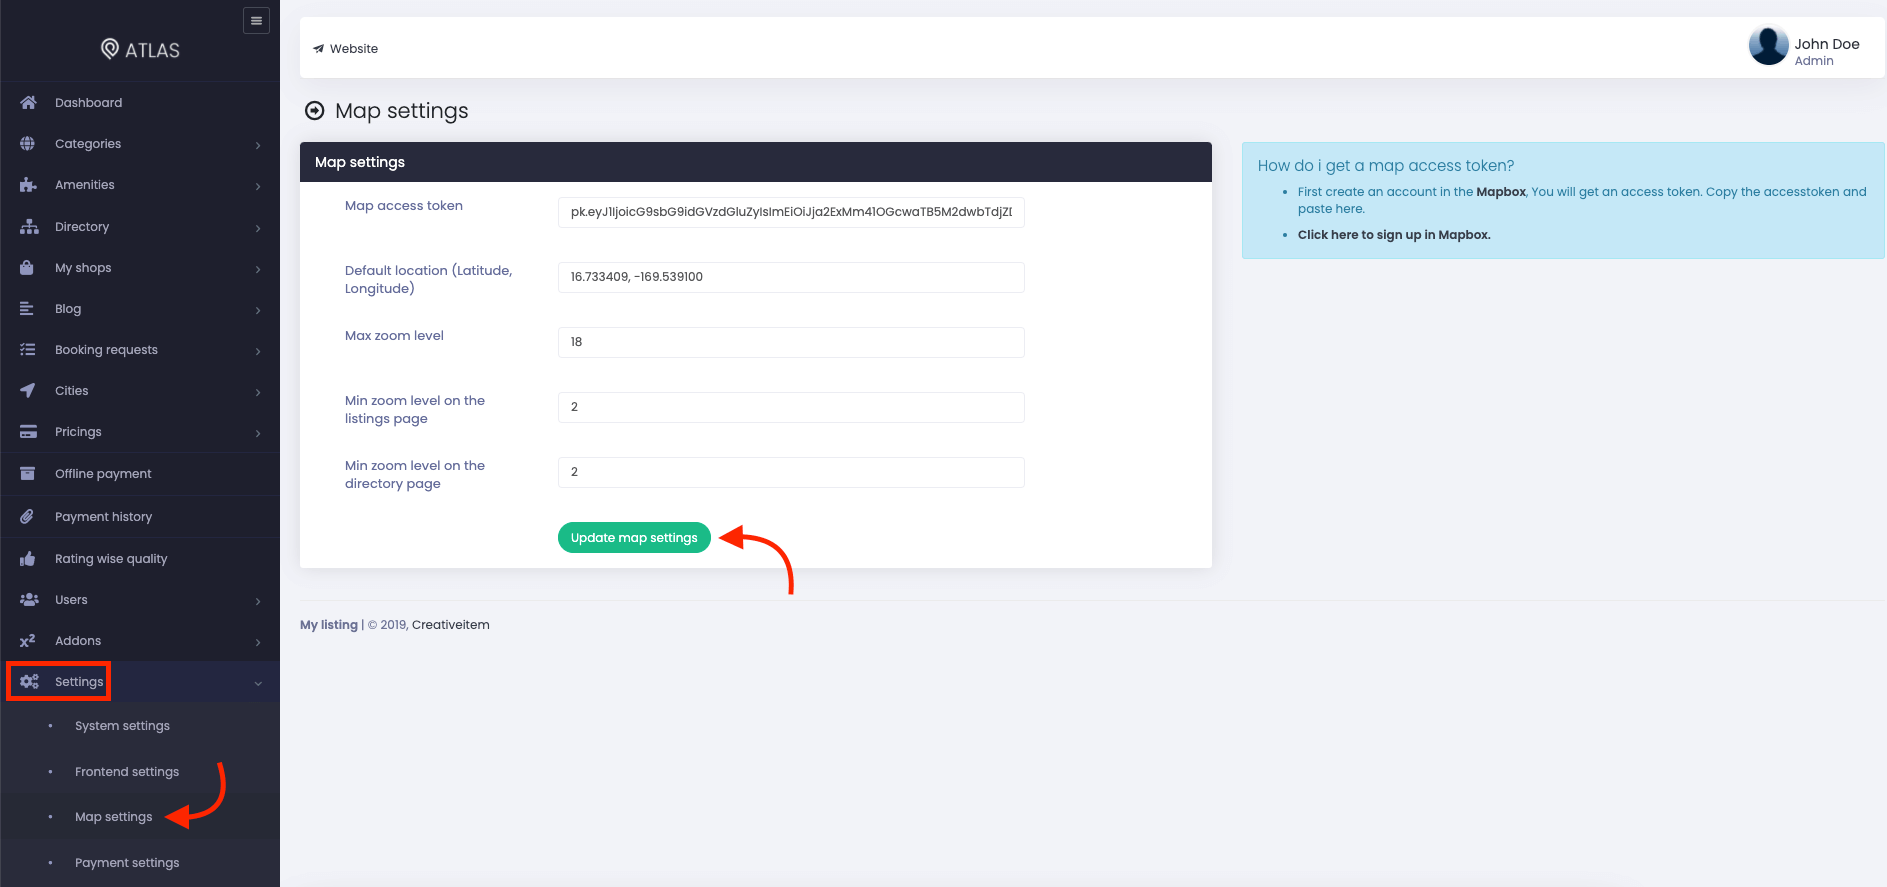 ATLAS
Dashboard
Categories
Amenities
Directory
My shops
Blog
Booking requests
Cities
Pricings
Offline payment
Payment history
Rating wise quality
Users
Addons
Settings
System settings
Frontend settings
Map settings
Payment settings
Website
John Doe
Admin
Map settings
Map settings
Map access token
pk.eyJ1IjoicG9sbG9idGVzdGluZyIsImEiOiJja2ExMm41OGcwaTB5M2dwbTdjZI
Default location (Latitude,
Longitude)
16.733409, -169.539100
Max zoom level
18
Min zoom level on the
listings page
2
Min zoom level on the
directory page
2
Update map settings
How do i get a map access token?
First create an account in the Mapbox, You will get an access token. Copy the accesstoken and
paste here.
Click here to sign up in Mapbox.
My listing | © 2019, Creativeitem